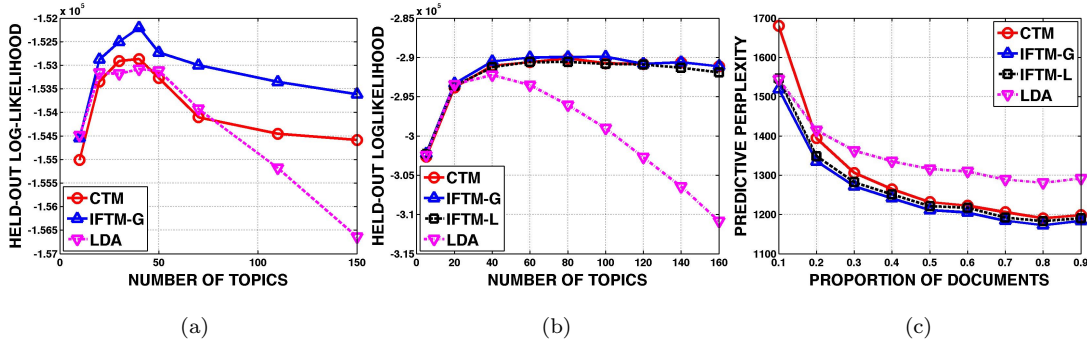 x 10^5
-1.52
-1.525
-1.53
-1.535
-1.54
-1.545
-1.55
-1.555
-1.56
-1.565
-1.57
0
50
100
150
HELD-OUT LOG-LIKELIHOOD
NUMBER OF TOPICS
CTM
IFTM-G
LDA
(a)
x 10^5
-2.85
-2.9
-2.95
-3
-3.05
-3.1
-3.15
20
40
60
80
100
120
140
160
HELD-OUT LOGLIKELIHOOD
NUMBER OF TOPICS
CTM
IFTM-G
IFTM-L
LDA
(b)
1700
1600
1500
1400
1300
1200
1100
0.1
0.2
0.3
0.4
0.5
0.6
0.7
0.8
0.9
PREDICTIVE PERPLEXITY
PROPORTION OF DOCUMENTS
CTM
IFTM-G
IFTM-L
LDA
(c)